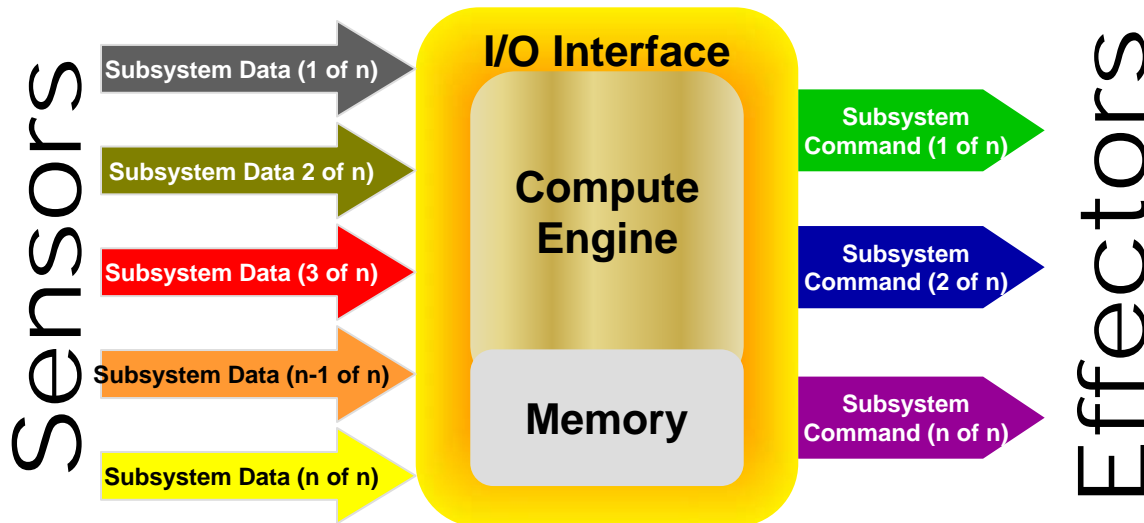 Sensors
Subsystem Data (1 of n)
Subsystem Data 2 of n)
Subsystem Data (3 of n)
Subsystem Data (n-1 of n)
Subsystem Data (n of n)
I/O Interface
Compute
Engine
Memory
Subsystem
Command (1 of n)
Subsystem
Command (2 of n)
Subsystem
Command (n of n)
Effectors